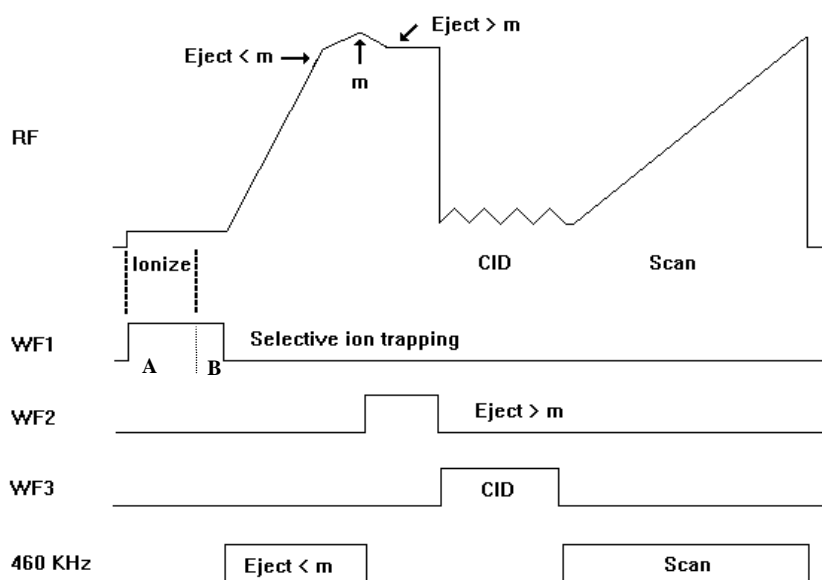 Eject > m
Eject < m
m
RF
Ionize
CID
Scan
WF1
Selective ion trapping
A
B
WF2
Eject > m
WF3
CID
460 KHz
Eject < m
Scan